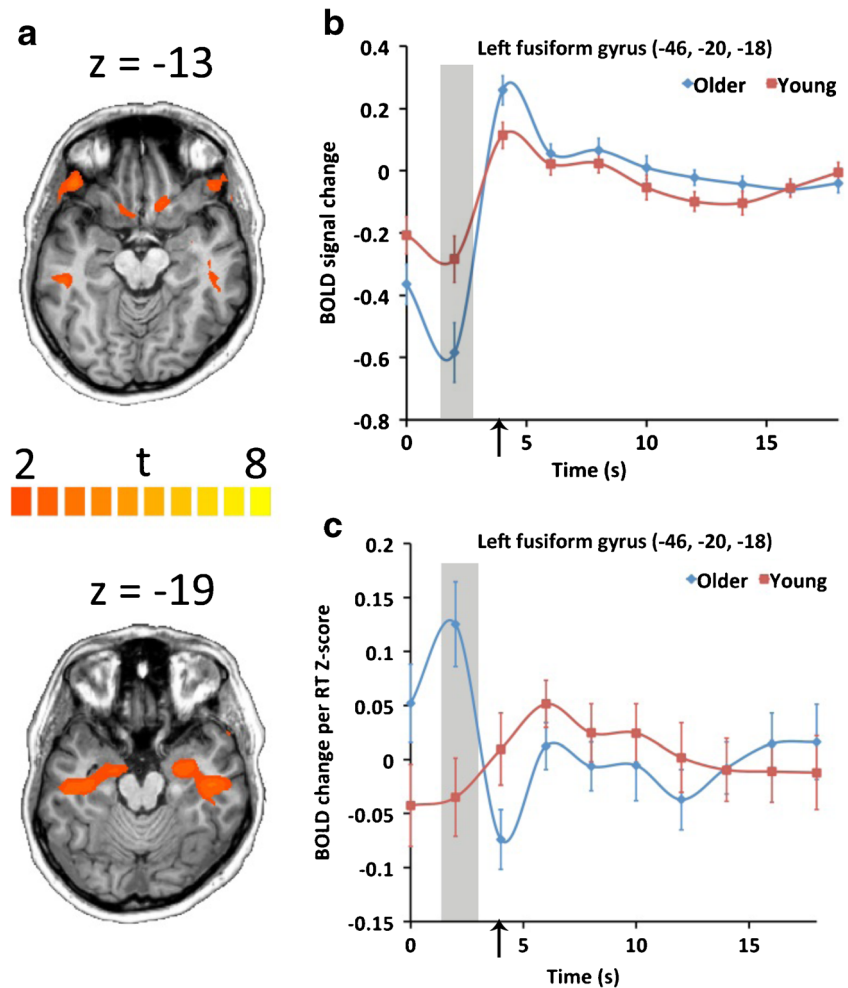 a
z = -13
2 t 8
z = -19
b
Left fusiform gyrus (-46, -20, -18)
Older Young
BOLD signal change
0.4
0.2
0
-0.2
-0.4
-0.6
-0.8
0 5 10 15
Time (s)
c
Left fusiform gyrus (-46, -20, -18)
Older Young
BOLD change per RT Z-score
0.2
0.15
0.1
0.05
0
-0.05
-0.1
-0.15
0 5 10 15
Time (s)